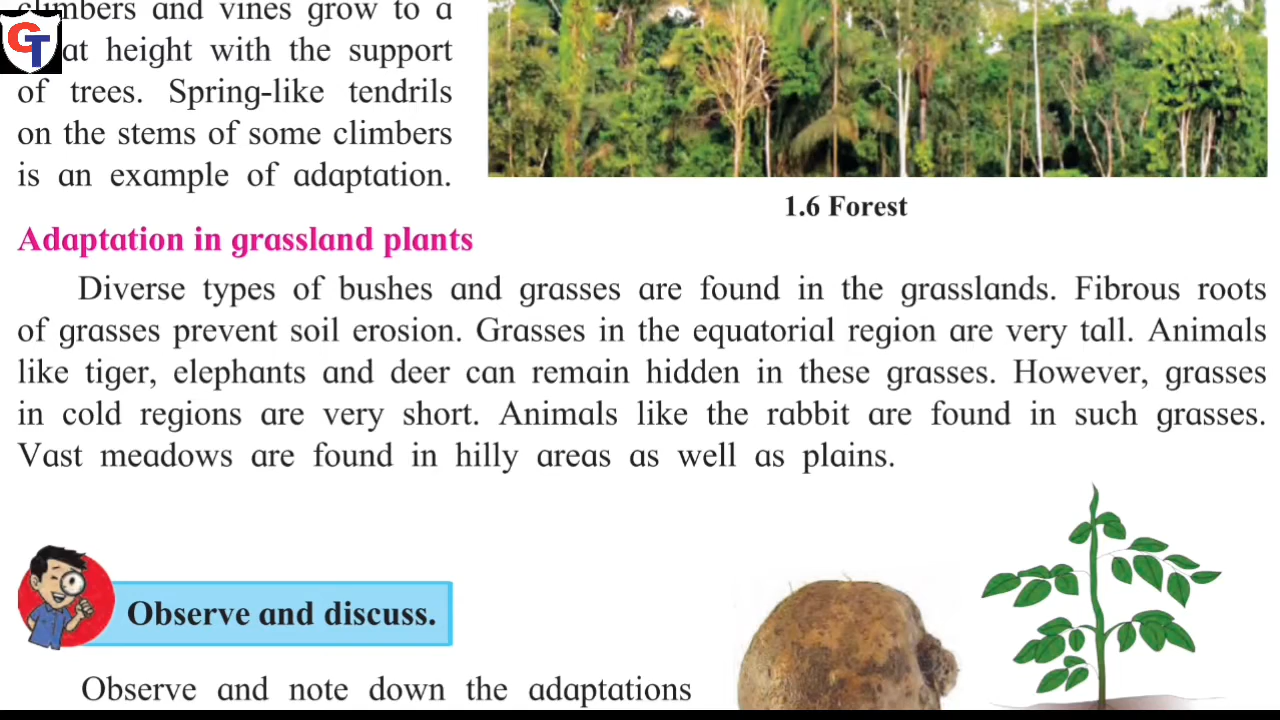 climbers and vines grow to a
GT
at height with the support
of trees. Spring-like tendrils
on the stems of some climbers
is an example of adaptation.
1.6 Forest
Adaptation in grassland plants
Diverse types of bushes and grasses are found in the grasslands. Fibrous roots
of grasses prevent soil erosion. Grasses in the equatorial region are very tall. Animals
like tiger, elephants and deer can remain hidden in these grasses. However, grasses
in cold regions are very short. Animals like the rabbit are found in such grasses.
Vast meadows are found in hilly areas as well as plains.
Observe and discuss.
Observe and note down the adaptations